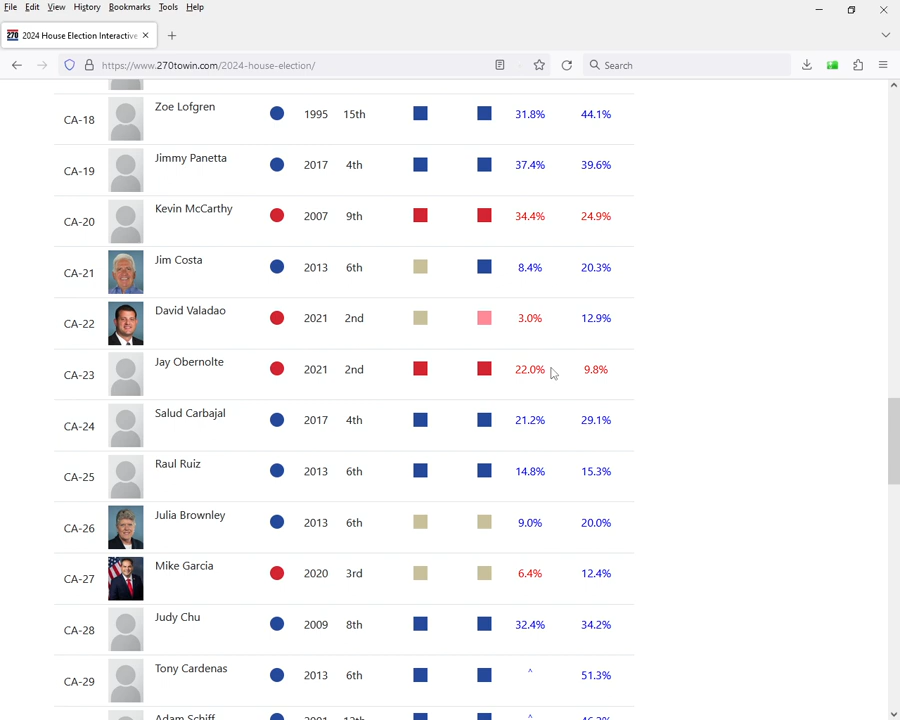 File Edit View History Bookmarks Tools Help
270 2024 House Election Interactive
https://www.270towin.com/2024-house-election/ Search
CA-18 Zoe Lofgren 1995 15th 31.8% 44.1%
CA-19 Jimmy Panetta 2017 4th 37.4% 39.6%
CA-20 Kevin McCarthy 2007 9th 34.4% 24.9%
CA-21 Jim Costa 2013 6th 8.4% 20.3%
CA-22 David Valadao 2021 2nd 3.0% 12.9%
CA-23 Jay Obernolte 2021 2nd 22.0% 9.8%
CA-24 Salud Carbajal 2017 4th 21.2% 29.1%
CA-25 Raul Ruiz 2013 6th 14.8% 15.3%
CA-26 Julia Brownley 2013 6th 9.0% 20.0%
CA-27 Mike Garcia 2020 3rd 6.4% 12.4%
CA-28 Judy Chu 2009 8th 32.4% 34.2%
CA-29 Tony Cardenas 2013 6th ^ 51.3%
Adam Schiff